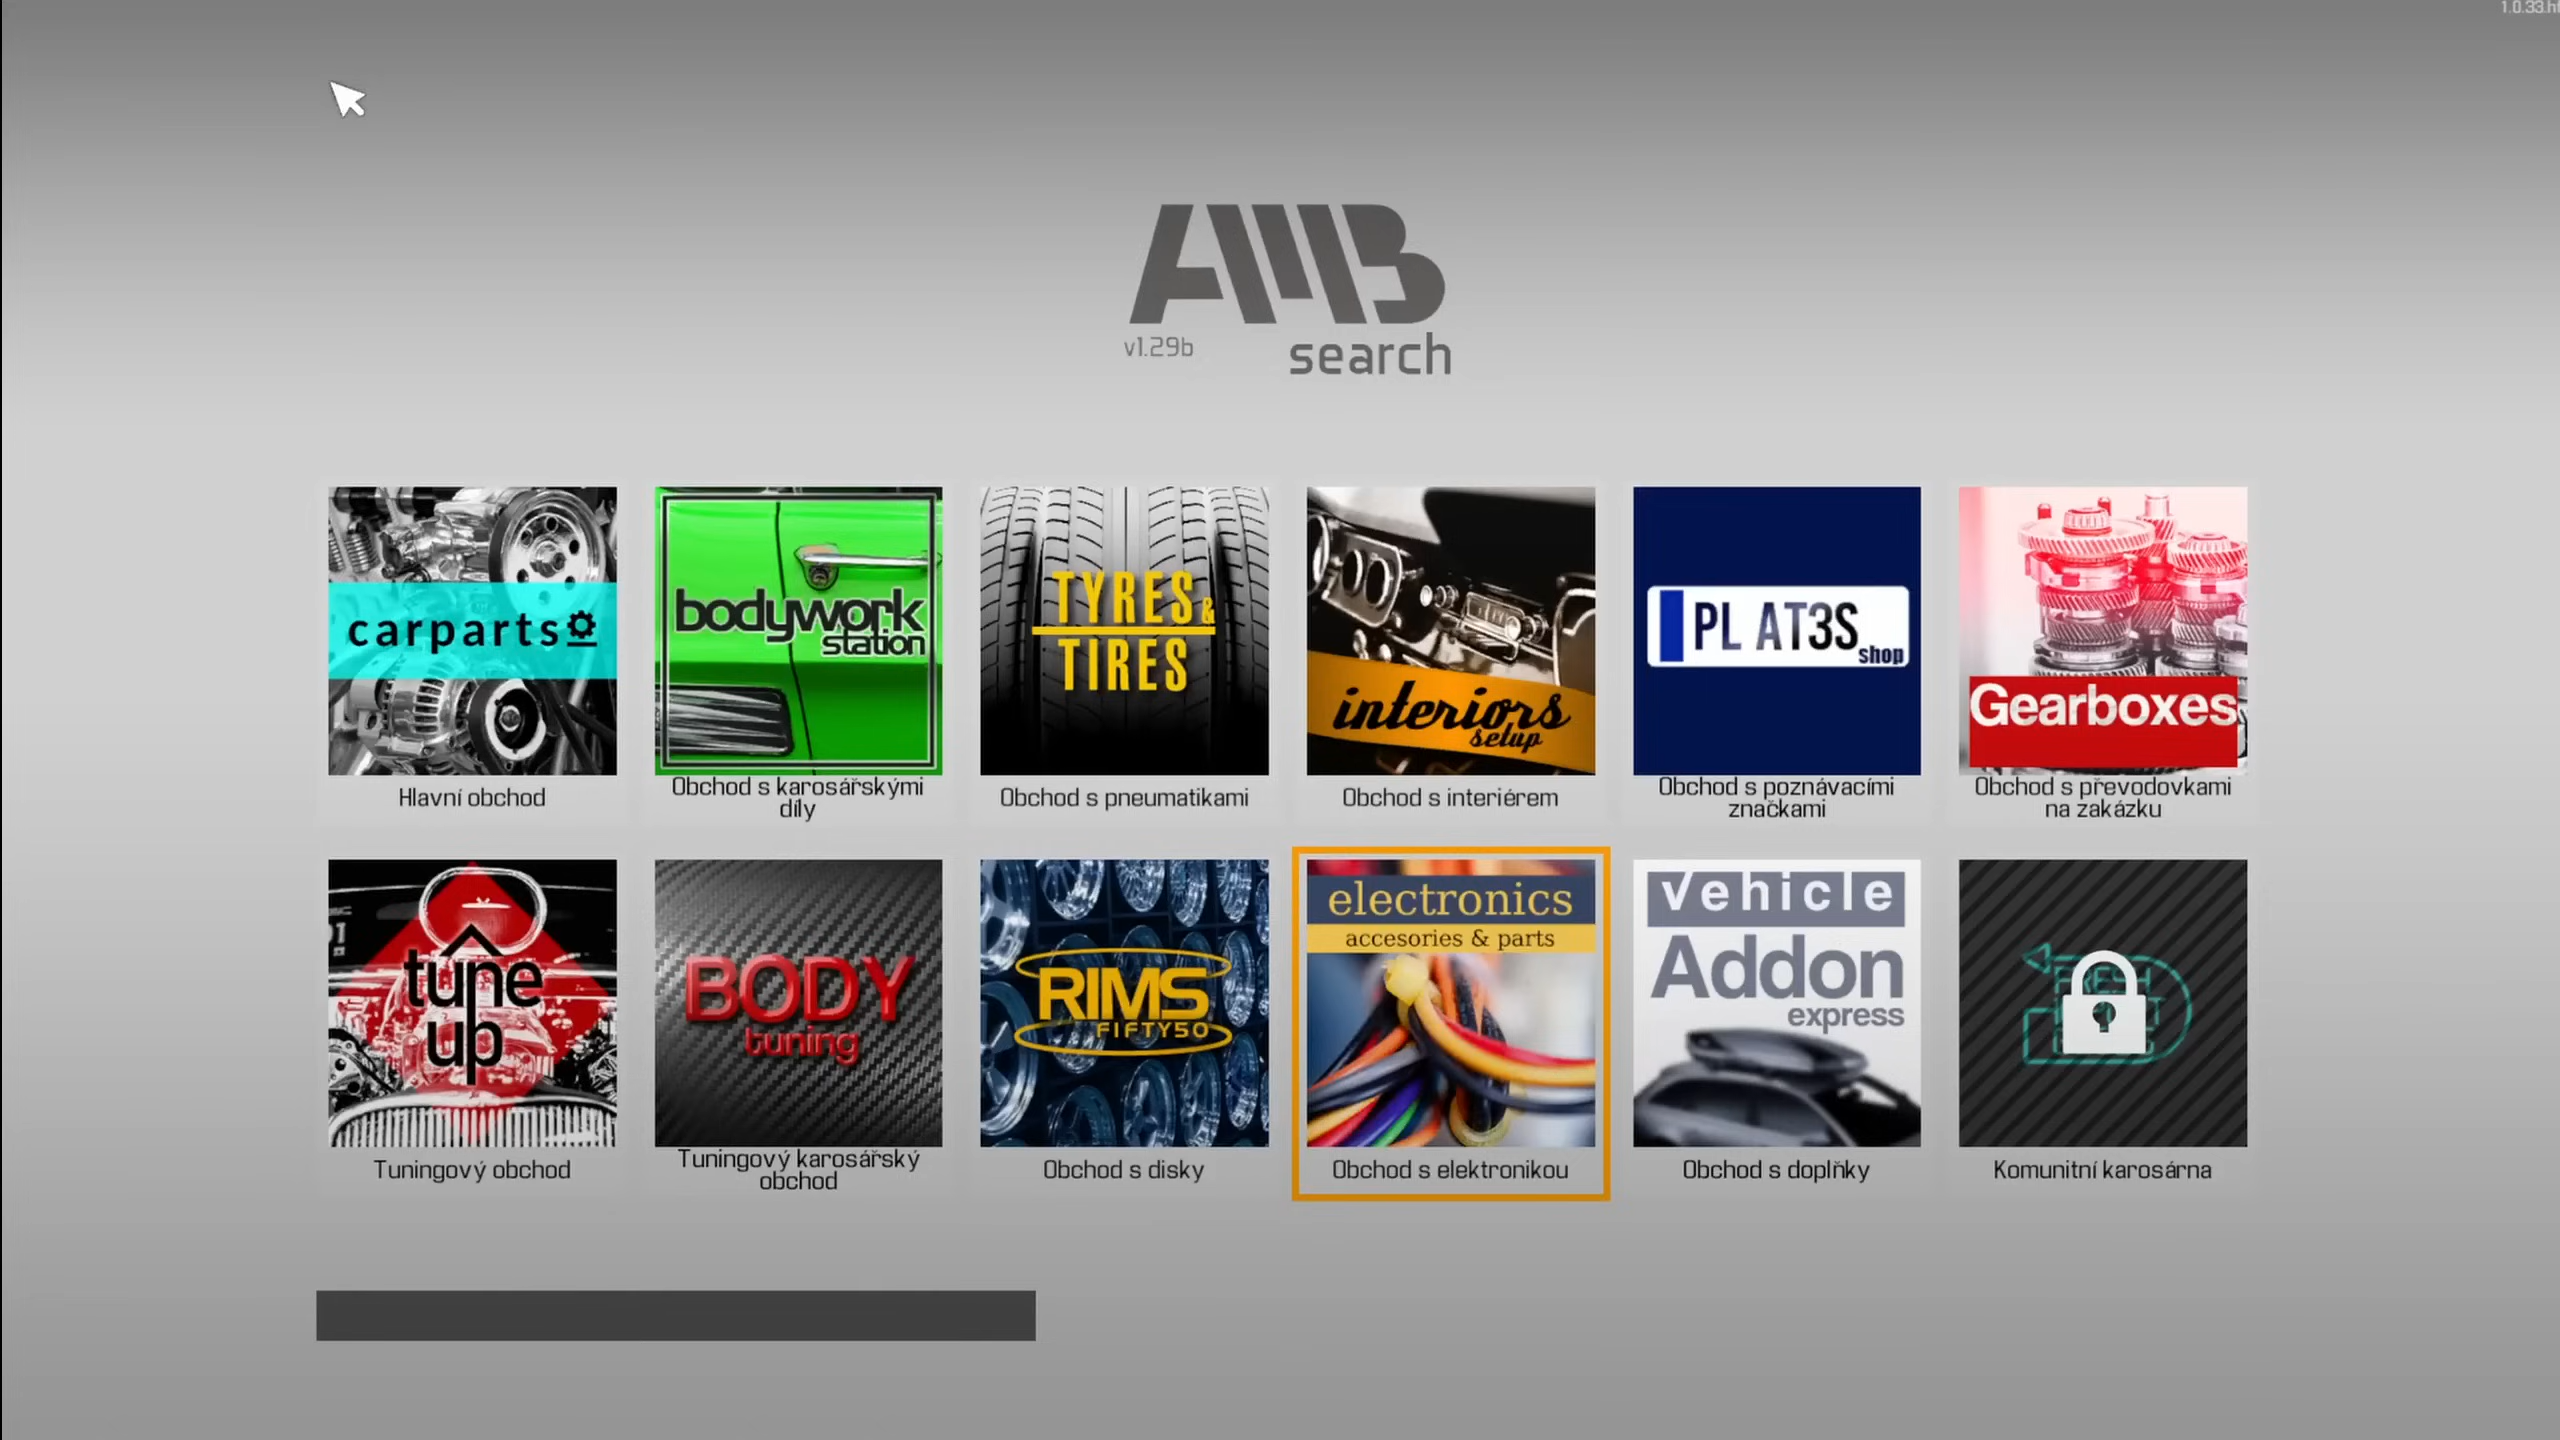 1.0.33.h
AMB
v1.29b
search
carparts
bodywork
station
TYRES &
TIRES
interiors
setup
PL AT3S
shop
Gearboxes
Hlavní obchod
Obchod s karosářskými
díly
Obchod s pneumatikami
Obchod s interiérem
Obchod s poznávacími
značkami
Obchod s převodovkami
na zakázku
tune
up
BODY
tuning
RIMS
FIFTY50
electronics
accesories & parts
vehicle
Addon
express
FRESH
Tuningový obchod
Tuningový karosářský
obchod
Obchod s disky
Obchod s elektronikou
Obchod s doplňky
Komunitní karosárna